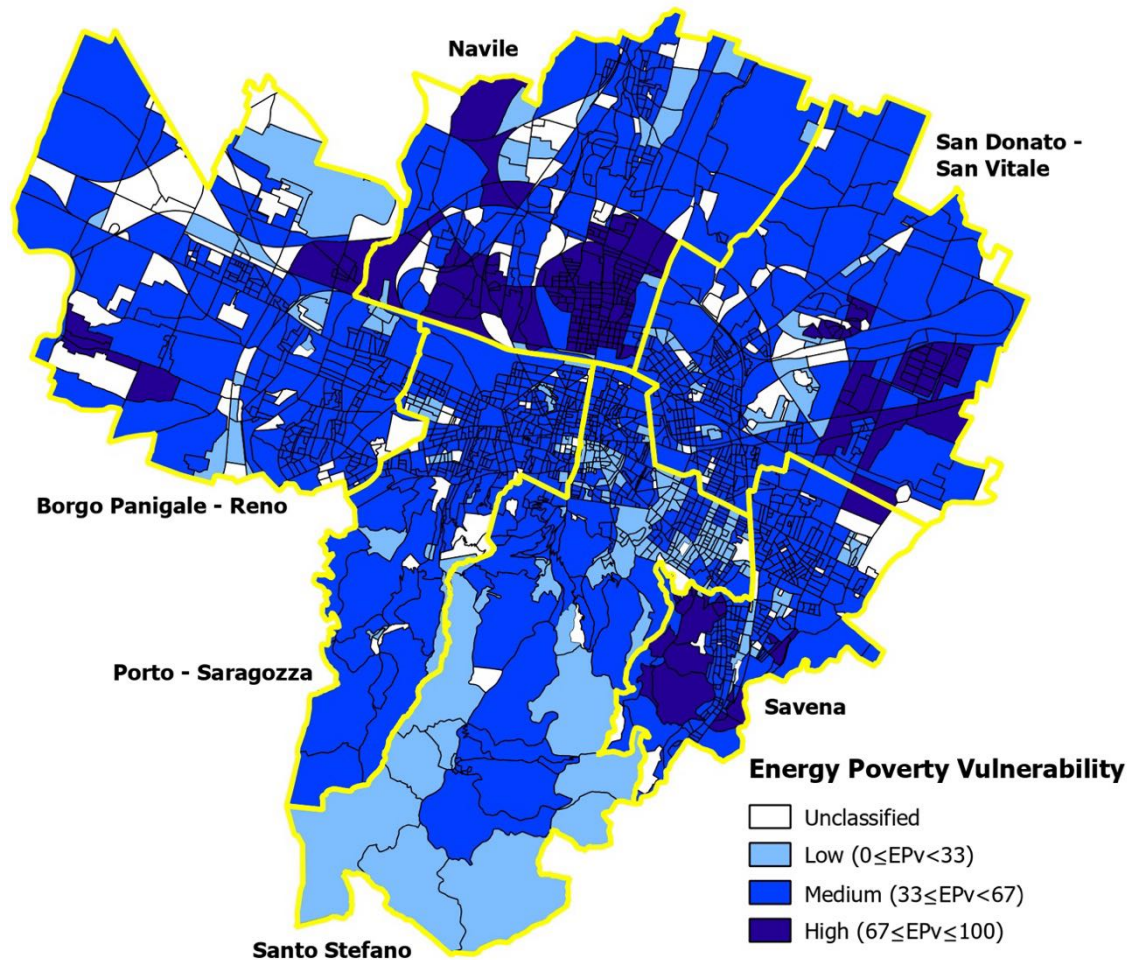 Navile
San Donato -
San Vitale
Borgo Panigale - Reno
Porto - Saragozza
Savena
Santo Stefano
Energy Poverty Vulnerability
Unclassified
Low (0≤EPv<33)
Medium (33≤EPv<67)
High (67≤EPv≤100)